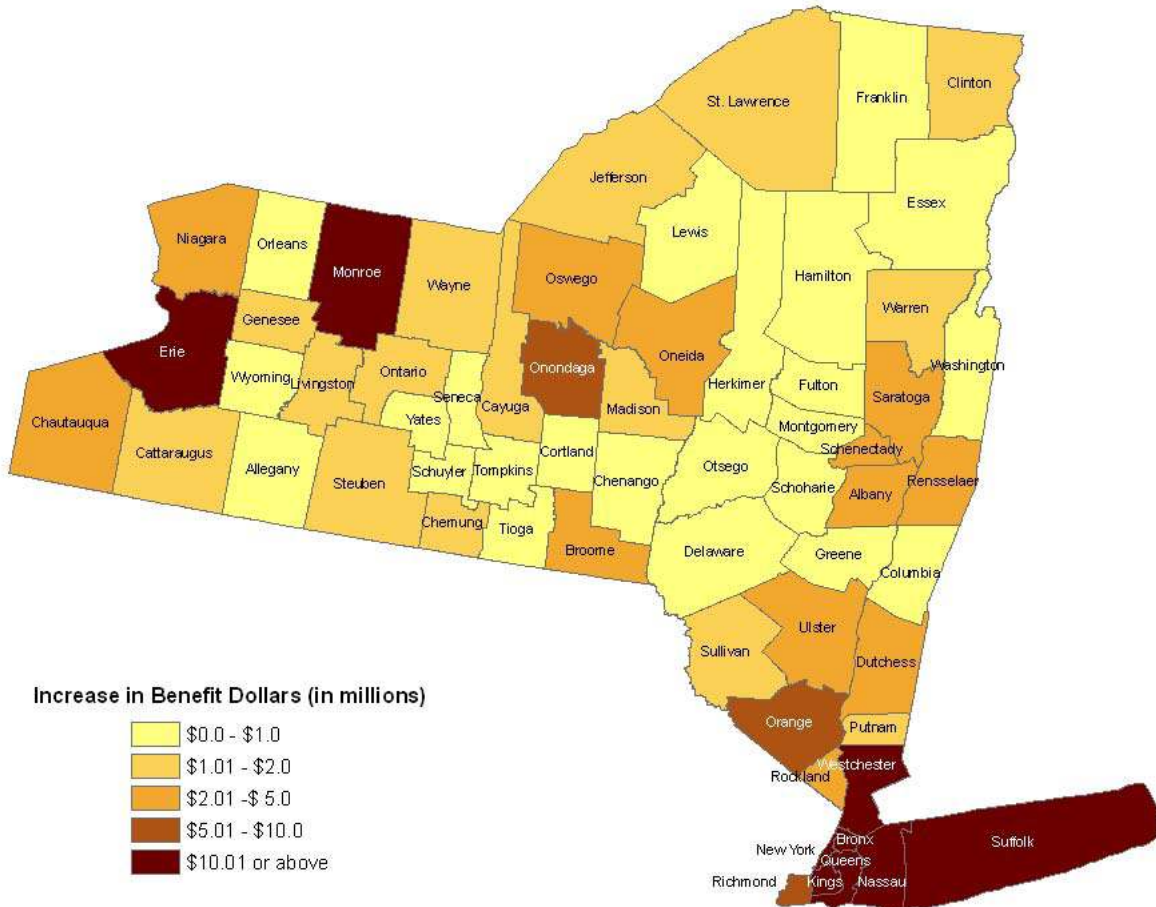 Clinton
Franklin
St. Lawrence
Jefferson
Essex
Lewis
Niagara
Orleans
Hamilton
Monroe
Oswego
Wayne
Warren
Genesee
Erie
Oneida
Onondaga
Washington
Wyoming
Ontario
Livingston
Herkimer
Fulton
Seneca
Saratoga
Cayuga
Madison
Yates
Chautauqua
Montgomery
Schenectady
Cattaraugus
Cortland
Allegany
Schuyler
Tompkins
Otsego
Chenango
Schoharie
Rensselaer
Albany
Steuben
Chemung
Tioga
Broome
Delaware
Greene
Columbia
Ulster
Sullivan
Dutchess
Increase in Benefit Dollars (in millions)
$0.0 - $1.0
$1.01 - $2.0
$2.01 -$ 5.0
$5.01 - $10.0
$10.01 or above
Orange
Putnam
Westchester
Rockland
Bronx
New York
Suffolk
Queens
Richmond
Kings
Nassau